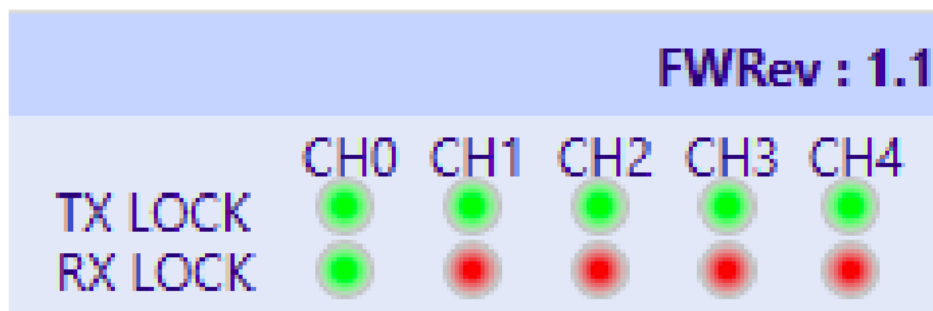 FWRev : 1.1
CH0 CH1 CH2 CH3 CH4
TX LOCK
RX LOCK